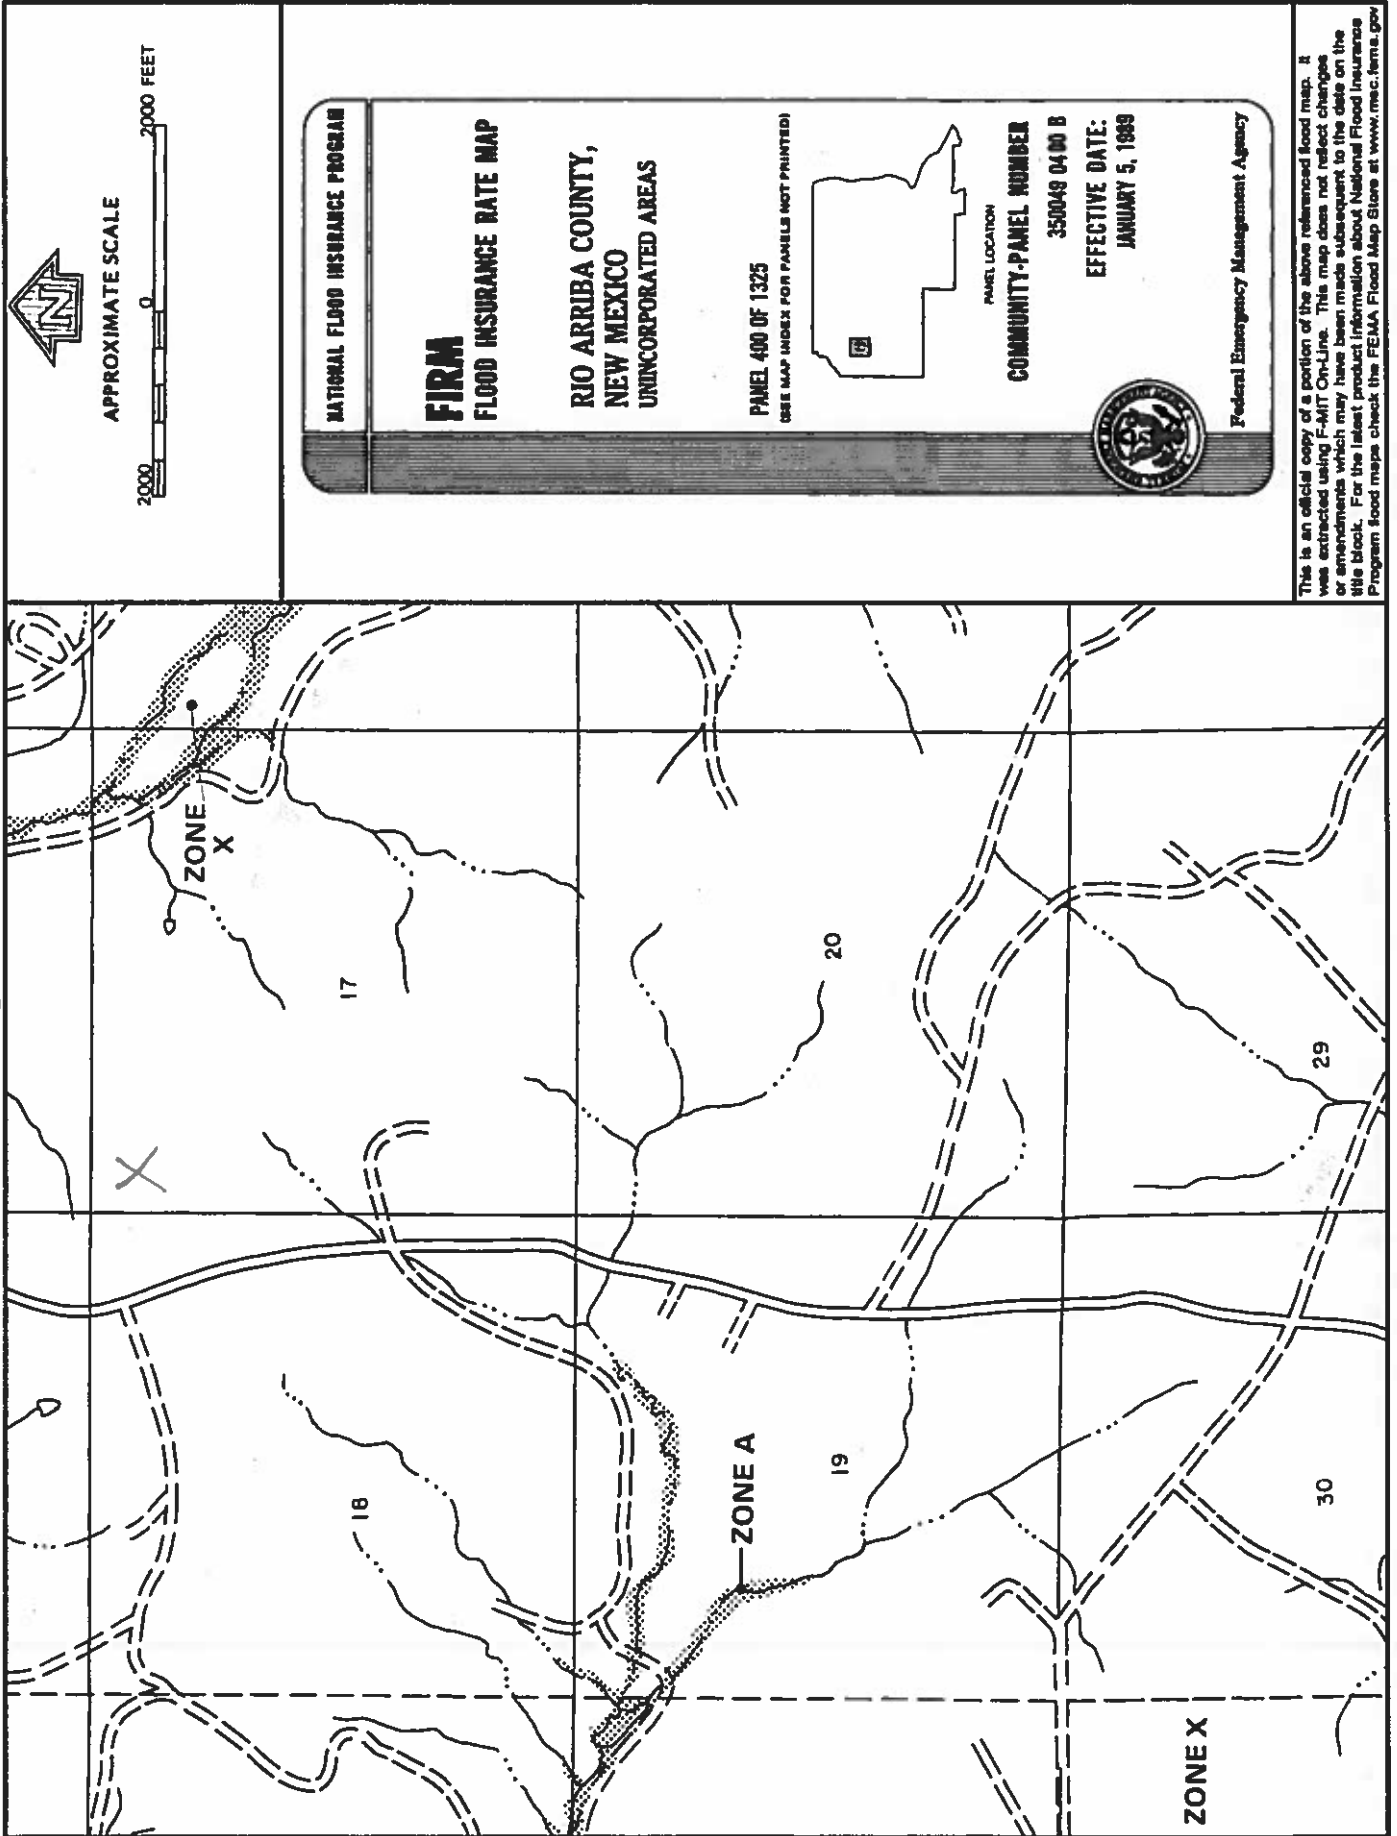 APPROXIMATE SCALE
2000 0 2000 FEET
NATIONAL FLOOD INSURANCE PROGRAM
FIRM
FLOOD INSURANCE RATE MAP
RIO ARRIBA COUNTY,
NEW MEXICO
UNINCORPORATED AREAS
PANEL 400 OF 1325
(SEE MAP INDEX FOR PANELS NOT PRINTED)
PANEL LOCATION
COMMUNITY-PANEL NUMBER
350049 0400 B
EFFECTIVE DATE:
JANUARY 5, 1989
Federal Emergency Management Agency
This is an official copy of a portion of the above referenced flood map. It
was extracted using F-MIT On-Line. This map does not reflect changes
or amendments which may have been made subsequent to the date on the
title block. For the latest product information about National Flood Insurance
Program flood maps check the FEMA Flood Map Store at www.msc.fema.gov
ZONE
X
17
20
29
18
ZONE A
19
30
ZONE X
N
X